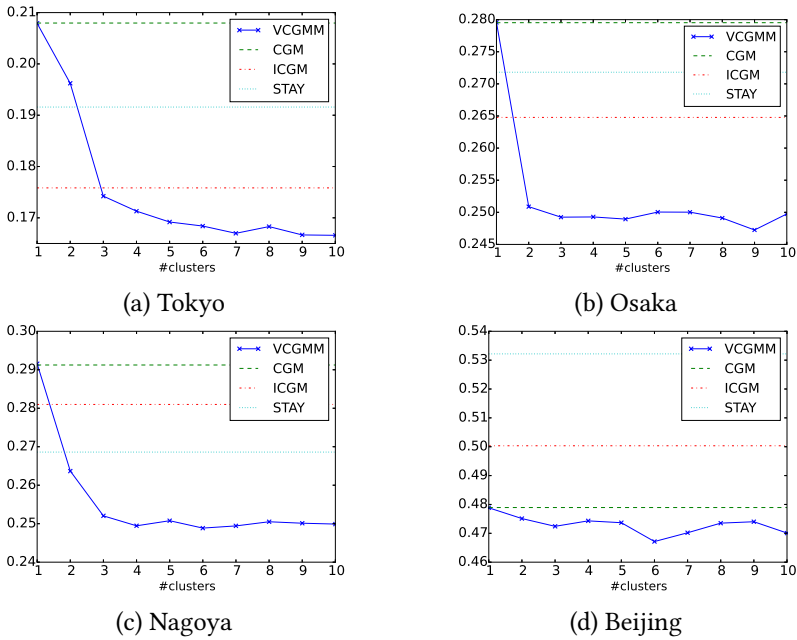 0.21
0.20
0.19
0.18
0.17
1 2 3 4 5 6 7 8 9 10
#clusters
VCGMM
CGM
ICGM
STAY
(a) Tokyo
0.280
0.275
0.270
0.265
0.260
0.255
0.250
0.245
1 2 3 4 5 6 7 8 9 10
#clusters
VCGMM
CGM
ICGM
STAY
(b) Osaka
0.30
0.29
0.28
0.27
0.26
0.25
0.24
1 2 3 4 5 6 7 8 9 10
#clusters
VCGMM
CGM
ICGM
STAY
(c) Nagoya
0.54
0.53
0.52
0.51
0.50
0.49
0.48
0.47
0.46
1 2 3 4 5 6 7 8 9 10
#clusters
VCGMM
CGM
ICGM
STAY
(d) Beijing